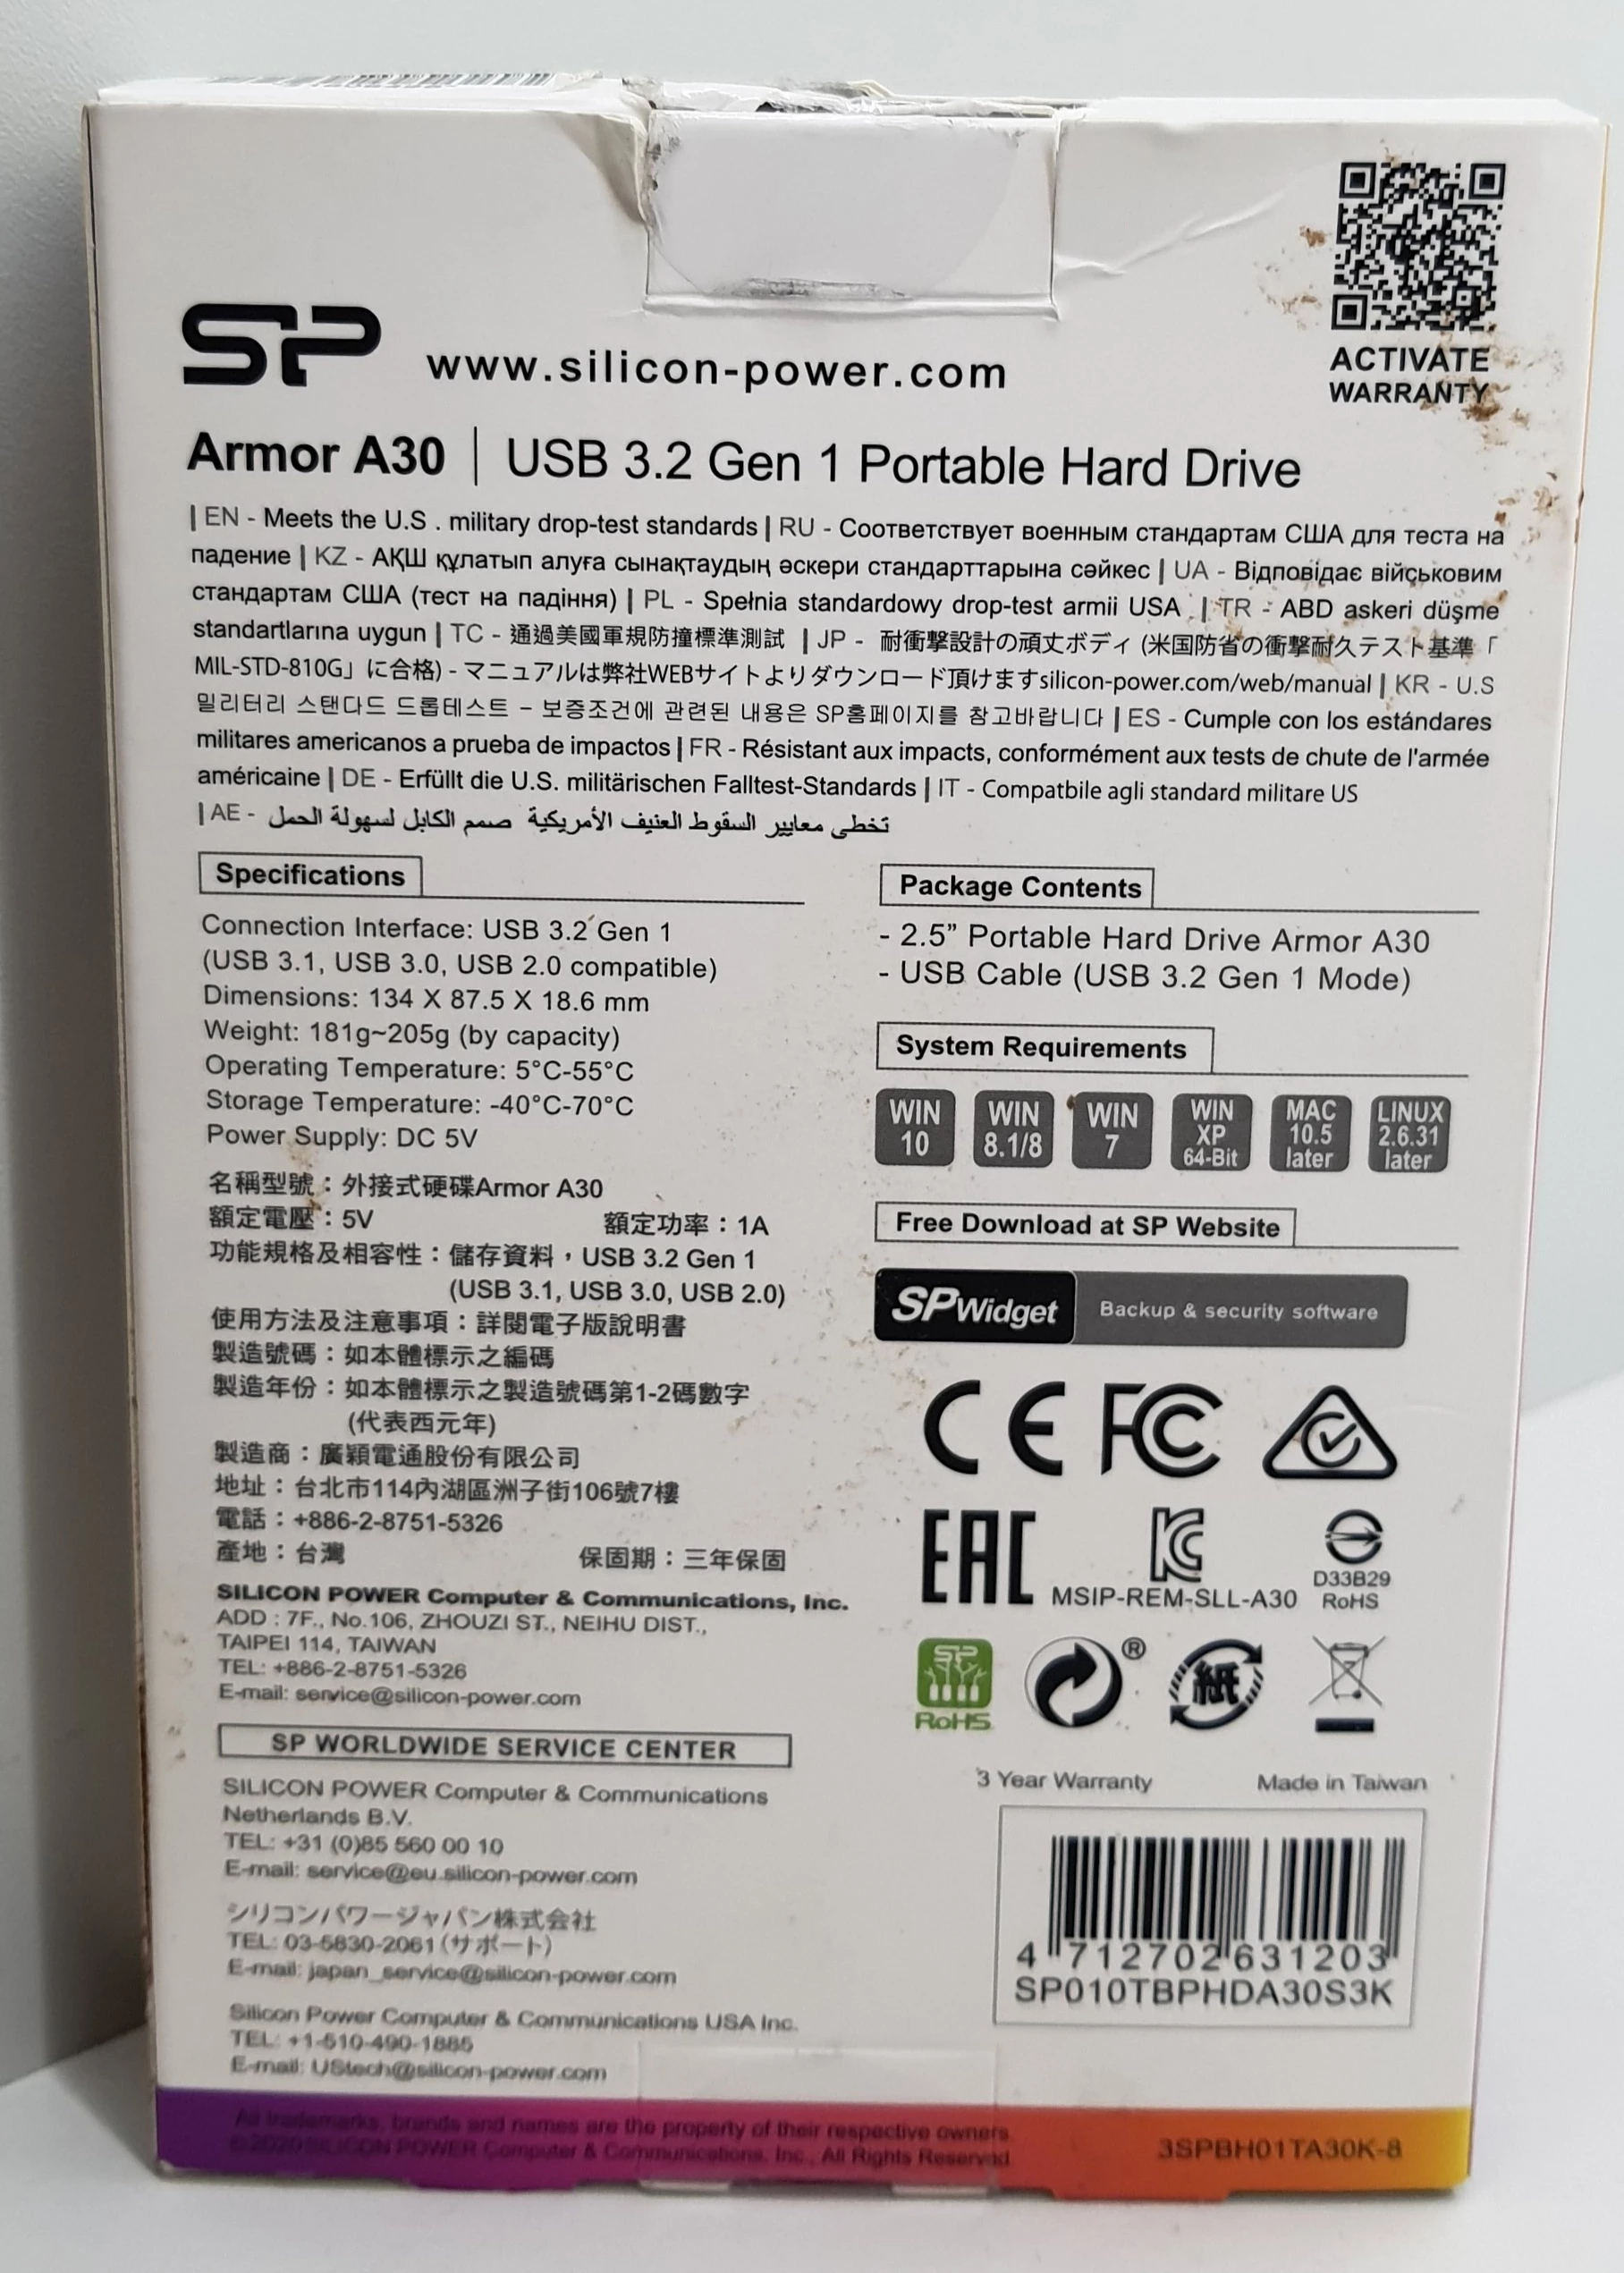 SP www.silicon-power.com
ACTIVATE
WARRANTY
Armor A30 | USB 3.2 Gen 1 Portable Hard Drive
| EN - Meets the U.S . military drop-test standards | RU - Соответствует военным стандартам США для теста на
падение | KZ - АҚШ құлатып алуға сынақтаудың әскери стандарттарына сәйкес | UA - Відповідає військовим
стандартам США (тест на падіння) | PL - Spełnia standardowy drop-test armii USA | TR - ABD askeri düşme
standartlarına uygun | TC - 通過美國軍規防撞標準測試 | JP - 耐衝撃設計の頑丈ボディ (米国防省の衝撃耐久テスト基準「
MIL-STD-810G」に合格) - マニュアルは弊社WEBサイトよりダウンロード頂けますsilicon-power.com/web/manual | KR - U.S
밀리터리 스탠다드 드롭테스트 – 보증조건에 관련된 내용은 SP홈페이지를 참고바랍니다 | ES - Cumple con los estándares
militares americanos a prueba de impactos | FR - Résistant aux impacts, conformément aux tests de chute de l'armée
américaine | DE - Erfüllt die U.S. militärischen Falltest-Standards | IT - Compatbile agli standard militare US
| AE - تخطى معايير السقوط العنيف الأمريكية صمم الكابل لسهولة الحمل
Specifications
Connection Interface: USB 3.2 Gen 1
(USB 3.1, USB 3.0, USB 2.0 compatible)
Dimensions: 134 X 87.5 X 18.6 mm
Weight: 181g~205g (by capacity)
Operating Temperature: 5°C-55°C
Storage Temperature: -40°C-70°C
Power Supply: DC 5V
名稱型號：外接式硬碟Armor A30
額定電壓：5V 額定功率：1A
功能規格及相容性：儲存資料，USB 3.2 Gen 1
(USB 3.1, USB 3.0, USB 2.0)
使用方法及注意事項：詳閱電子版說明書
製造號碼：如本體標示之編碼
製造年份：如本體標示之製造號碼第1-2碼數字
(代表西元年)
製造商：廣穎電通股份有限公司
地址：台北市114內湖區洲子街106號7樓
電話：+886-2-8751-5326
產地：台灣 保固期：三年保固
SILICON POWER Computer & Communications, Inc.
ADD : 7F., No.106, ZHOUZI ST., NEIHU DIST.,
TAIPEI 114, TAIWAN
TEL: +886-2-8751-5326
E-mail: service@silicon-power.com
SP WORLDWIDE SERVICE CENTER
SILICON POWER Computer & Communications
Netherlands B.V.
TEL: +31 (0)85 560 00 10
E-mail: service@eu.silicon-power.com
シリコンパワージャパン株式会社
TEL: 03-5830-2061 (サポート)
E-mail: japan_service@silicon-power.com
Silicon Power Computer & Communications USA Inc.
TEL: +1-510-490-1885
E-mail: UStech@silicon-power.com
Package Contents
- 2.5” Portable Hard Drive Armor A30
- USB Cable (USB 3.2 Gen 1 Mode)
System Requirements
WIN 10
WIN 8.1/8
WIN 7
WIN XP 64-Bit
MAC 10.5 later
LINUX 2.6.31 later
Free Download at SP Website
SP Widget Backup & security software
CE FC
EAC
MSIP-REM-SLL-A30
D33B29
RoHS
SP
RoHS
®
紙
3 Year Warranty Made in Taiwan
4 712702 631203
SP010TBPHDA30S3K
All trademarks, brands and names are the property of their respective owners.
© 2020 SILICON POWER Computer & Communications, Inc., All Rights Reserved
3SPBH01TA30K-8